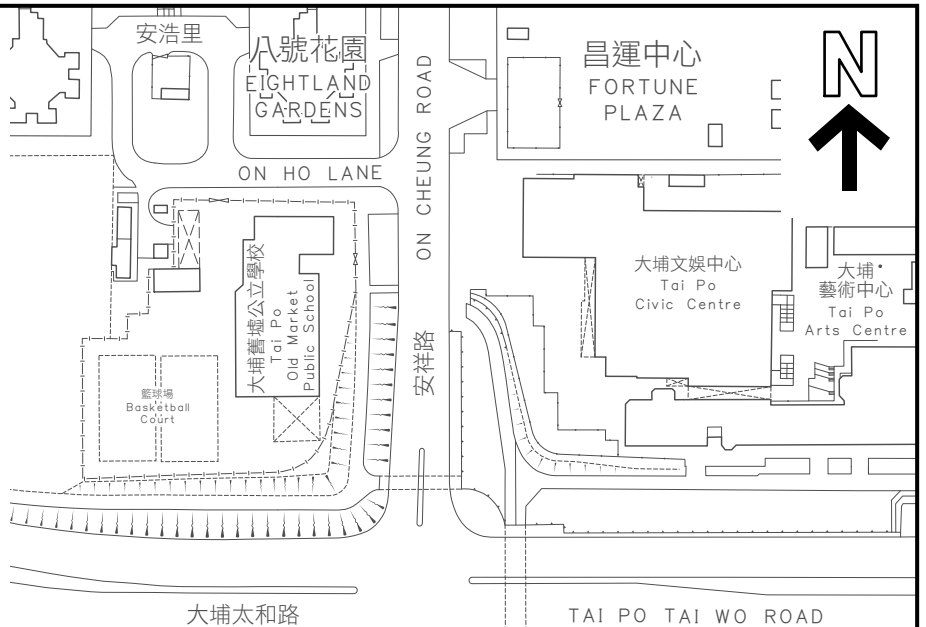 安浩里
八號花園
EIGHTLAND
GARDENS
ON HO LANE
ON CHEUNG ROAD
安祥路
昌運中心
FORTUNE
PLAZA
N
大埔舊墟公立學校
Tai Po
Old Market
Public School
籃球場
Basketball
Court
大埔文娛中心
Tai Po
Civic Centre
大埔
藝術中心
Tai Po
Arts Centre
大埔太和路
TAI PO TAI WO ROAD